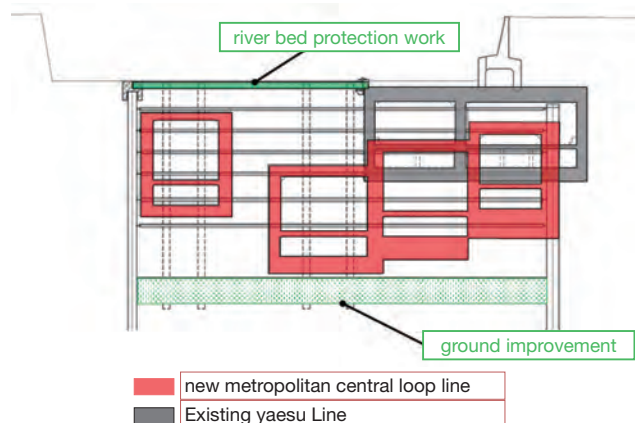 river bed protection work
ground improvement
new metropolitan central loop line
Existing yaesu Line